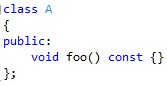 class A
{
public:
    void foo() const {}
};